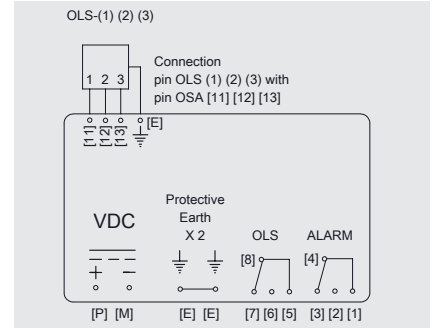 OLS-(1) (2) (3)
Connection
1 2 3
pin OLS (1) (2) (3) with
pin OSA [11] [12] [13]
[11] [12] [13] [E]
Protective
Earth
X 2
VDC
OLS
ALARM
[8]
[4]
+ −
[P] [M] [E] [E] [7] [6] [5] [3] [2] [1]